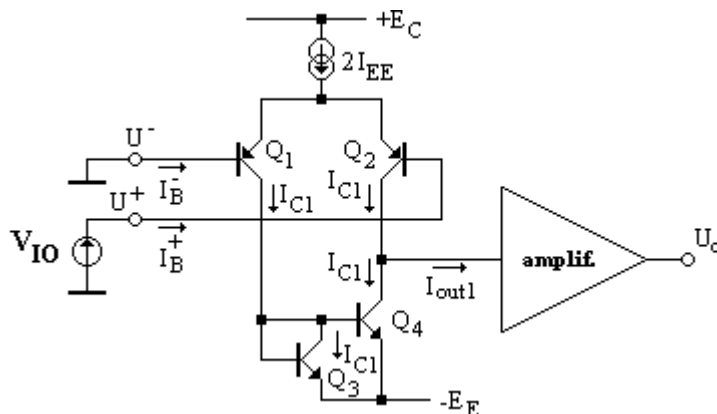 +E_C
2I_EE
U^-
Q_1
Q_2
I_B^-
I_C1
I_C1
U^+
V_IO
I_B^+
I_C1
I_out1
amplif.
U_o
Q_4
I_C1
Q_3
-E_E